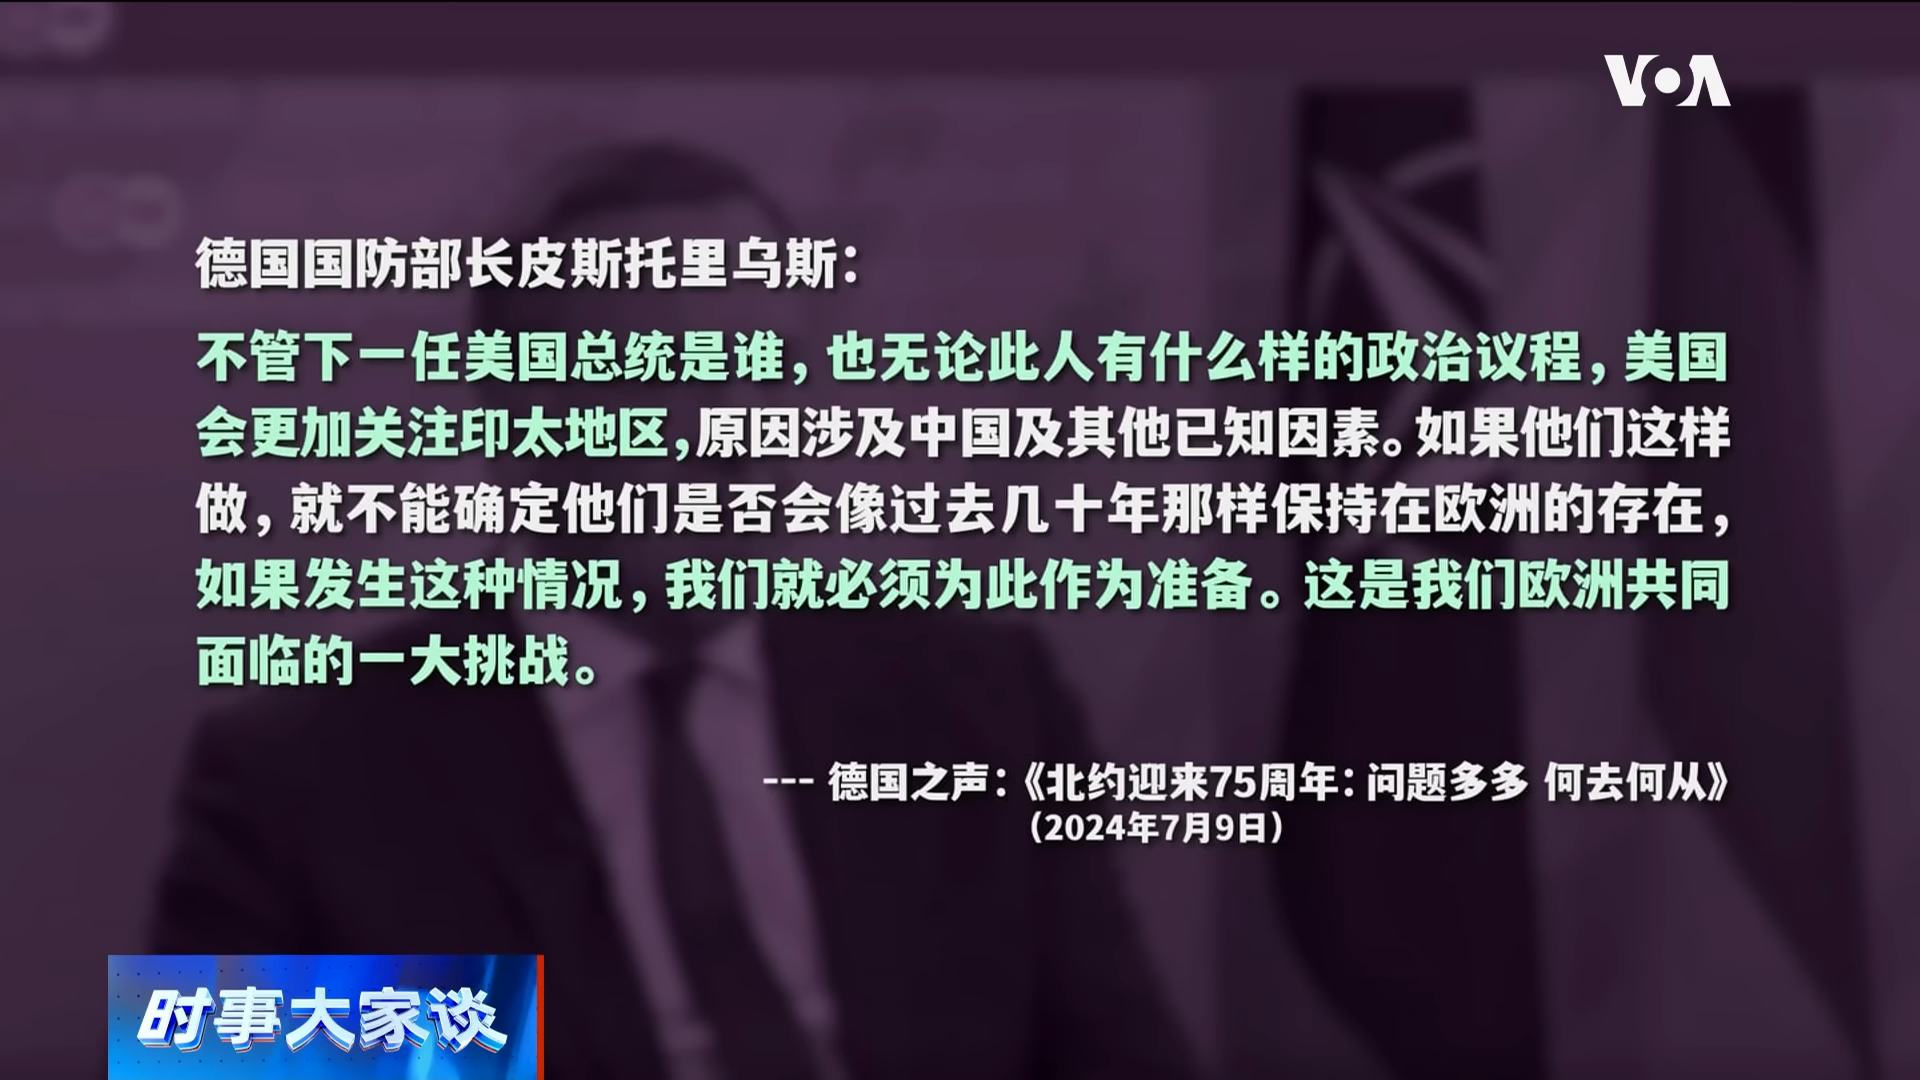 VOA
德国国防部长皮斯托里乌斯：
不管下一任美国总统是谁，也无论此人有什么样的政治议程，美国
会更加关注印太地区，原因涉及中国及其他已知因素。如果他们这样
做，就不能确定他们是否会像过去几十年那样保持在欧洲的存在，
如果发生这种情况，我们就必须为此作为准备。这是我们欧洲共同
面临的一大挑战。
--- 德国之声：《北约迎来75周年：问题多多 何去何从》
（2024年7月9日）
时事大家谈